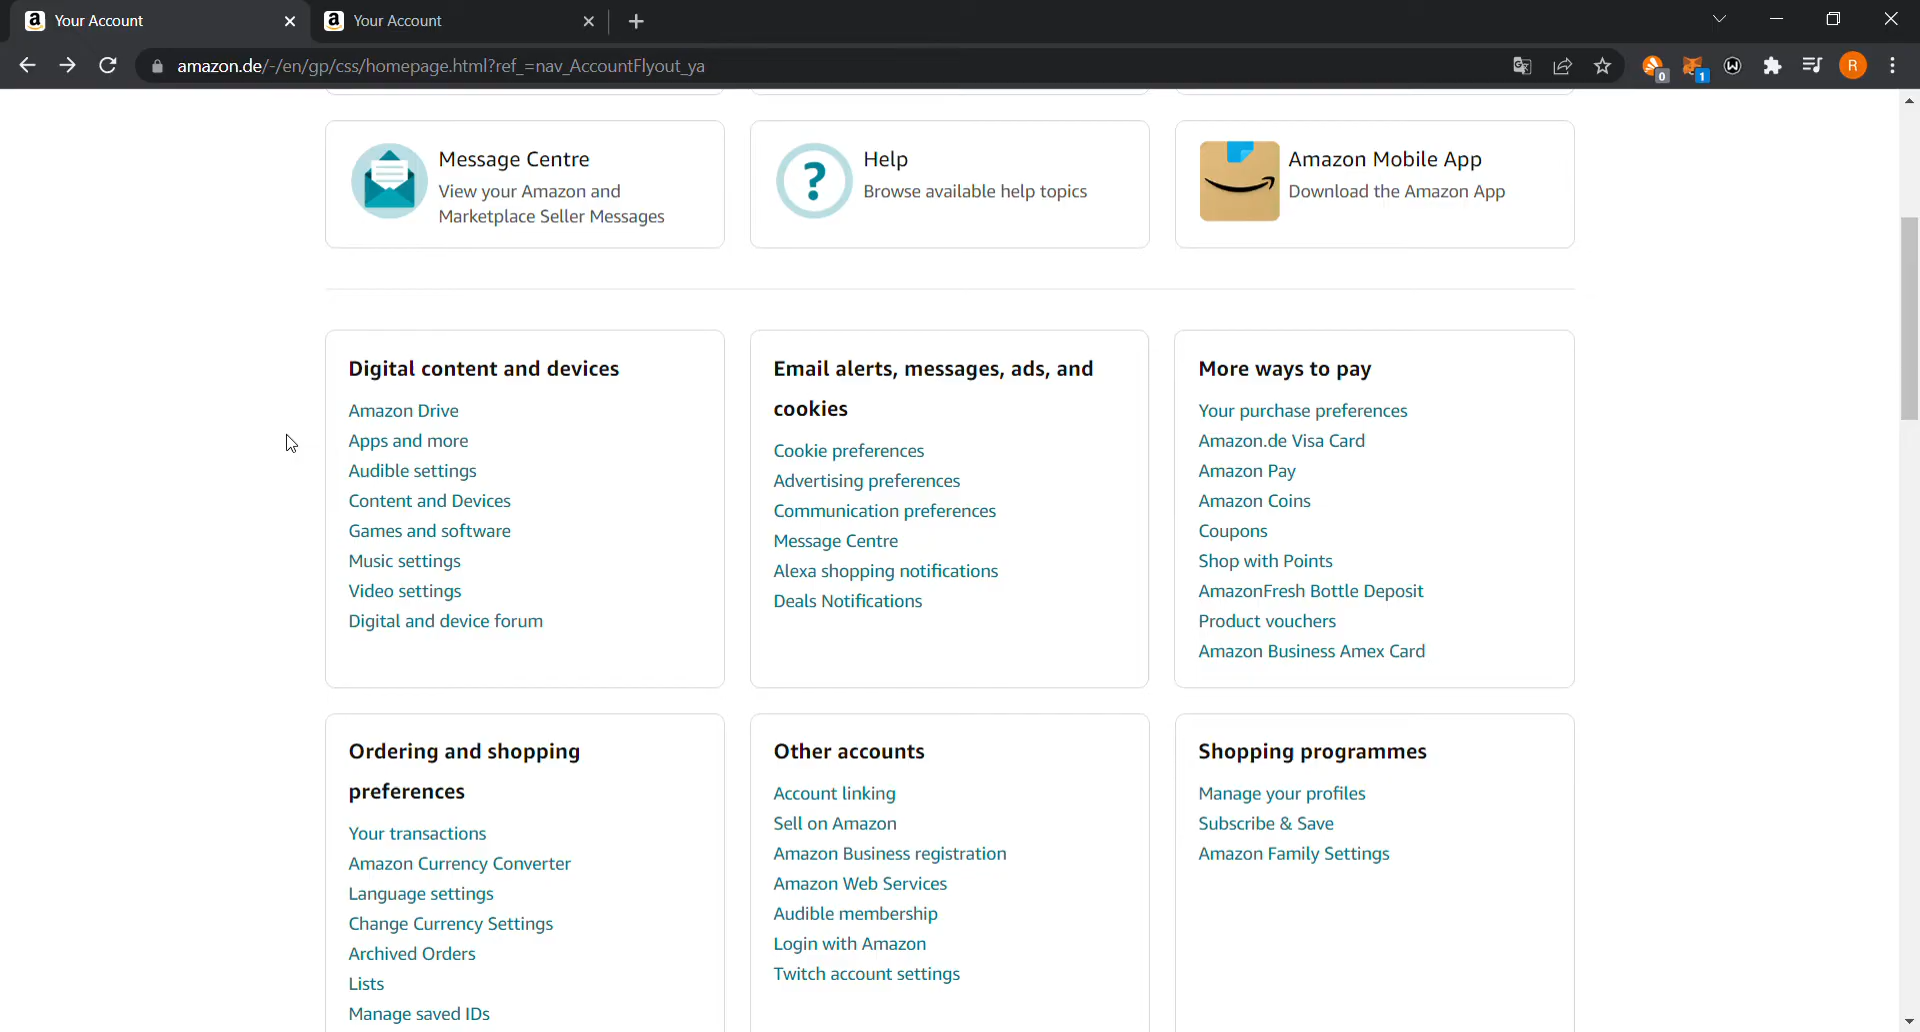 Your Account
Your Account
amazon.de/-/en/gp/css/homepage.html?ref_=nav_AccountFlyout_ya
0
1
R
Message Centre
View your Amazon and
Marketplace Seller Messages
?
Help
Browse available help topics
Amazon Mobile App
Download the Amazon App
Digital content and devices
Amazon Drive
Apps and more
Audible settings
Content and Devices
Games and software
Music settings
Video settings
Digital and device forum
Email alerts, messages, ads, and
cookies
Cookie preferences
Advertising preferences
Communication preferences
Message Centre
Alexa shopping notifications
Deals Notifications
More ways to pay
Your purchase preferences
Amazon.de Visa Card
Amazon Pay
Amazon Coins
Coupons
Shop with Points
AmazonFresh Bottle Deposit
Product vouchers
Amazon Business Amex Card
Ordering and shopping
preferences
Your transactions
Amazon Currency Converter
Language settings
Change Currency Settings
Archived Orders
Lists
Manage saved IDs
Other accounts
Account linking
Sell on Amazon
Amazon Business registration
Amazon Web Services
Audible membership
Login with Amazon
Twitch account settings
Shopping programmes
Manage your profiles
Subscribe & Save
Amazon Family Settings